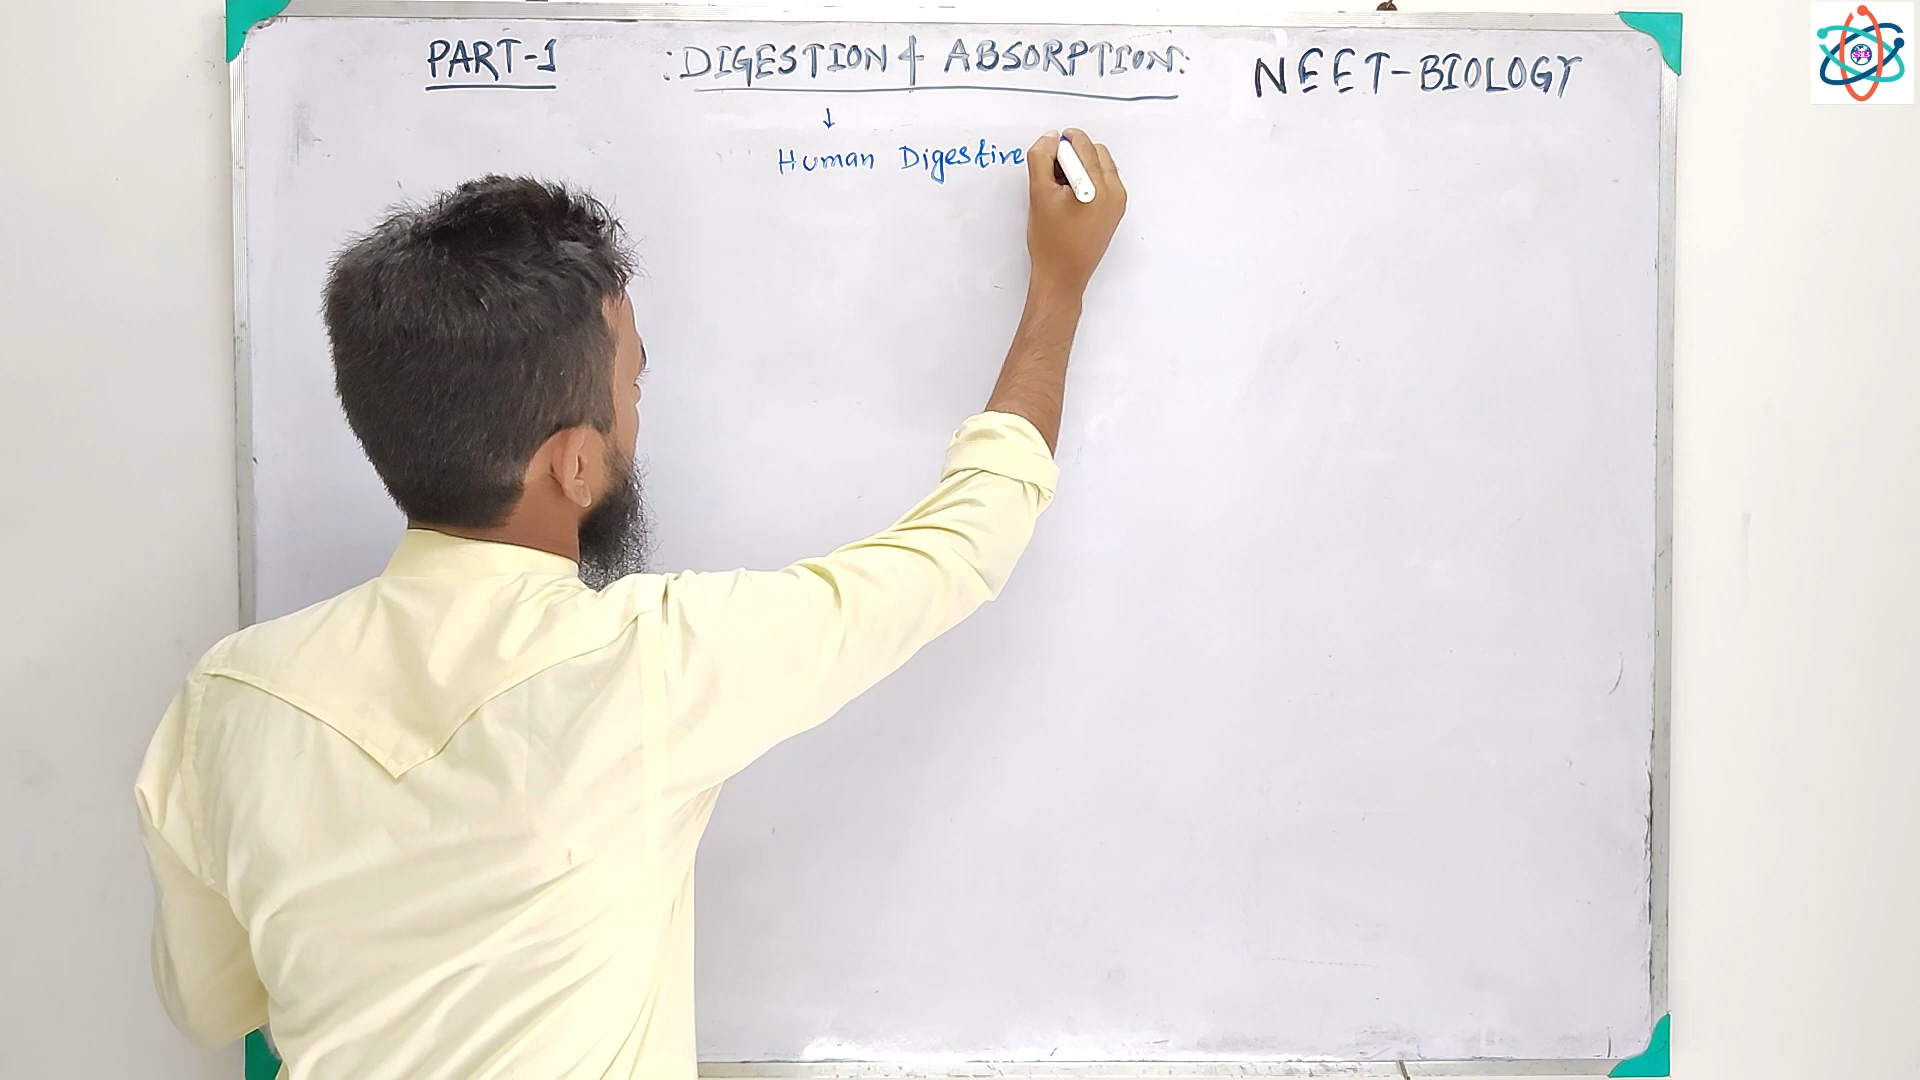 PART-1 :DIGESTION & ABSORPTION: NEET-BIOLOGY
↓
Human Digestive